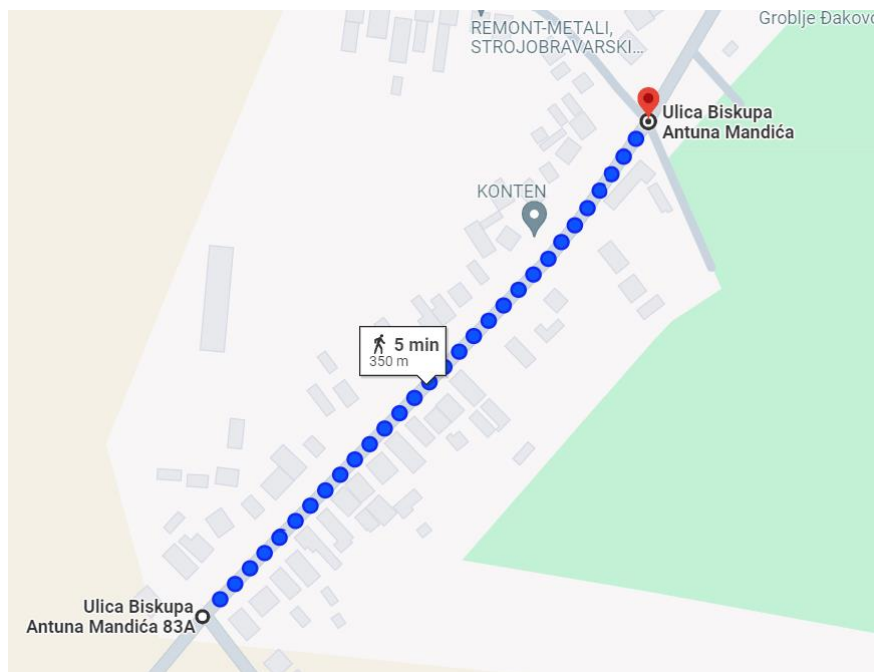 Groblje Đakovo
REMONT-METALI,
STROJOBRAVARSKI...
Ulica Biskupa
Antuna Mandića
KONTEN
5 min
350 m
Ulica Biskupa
Antuna Mandića 83A